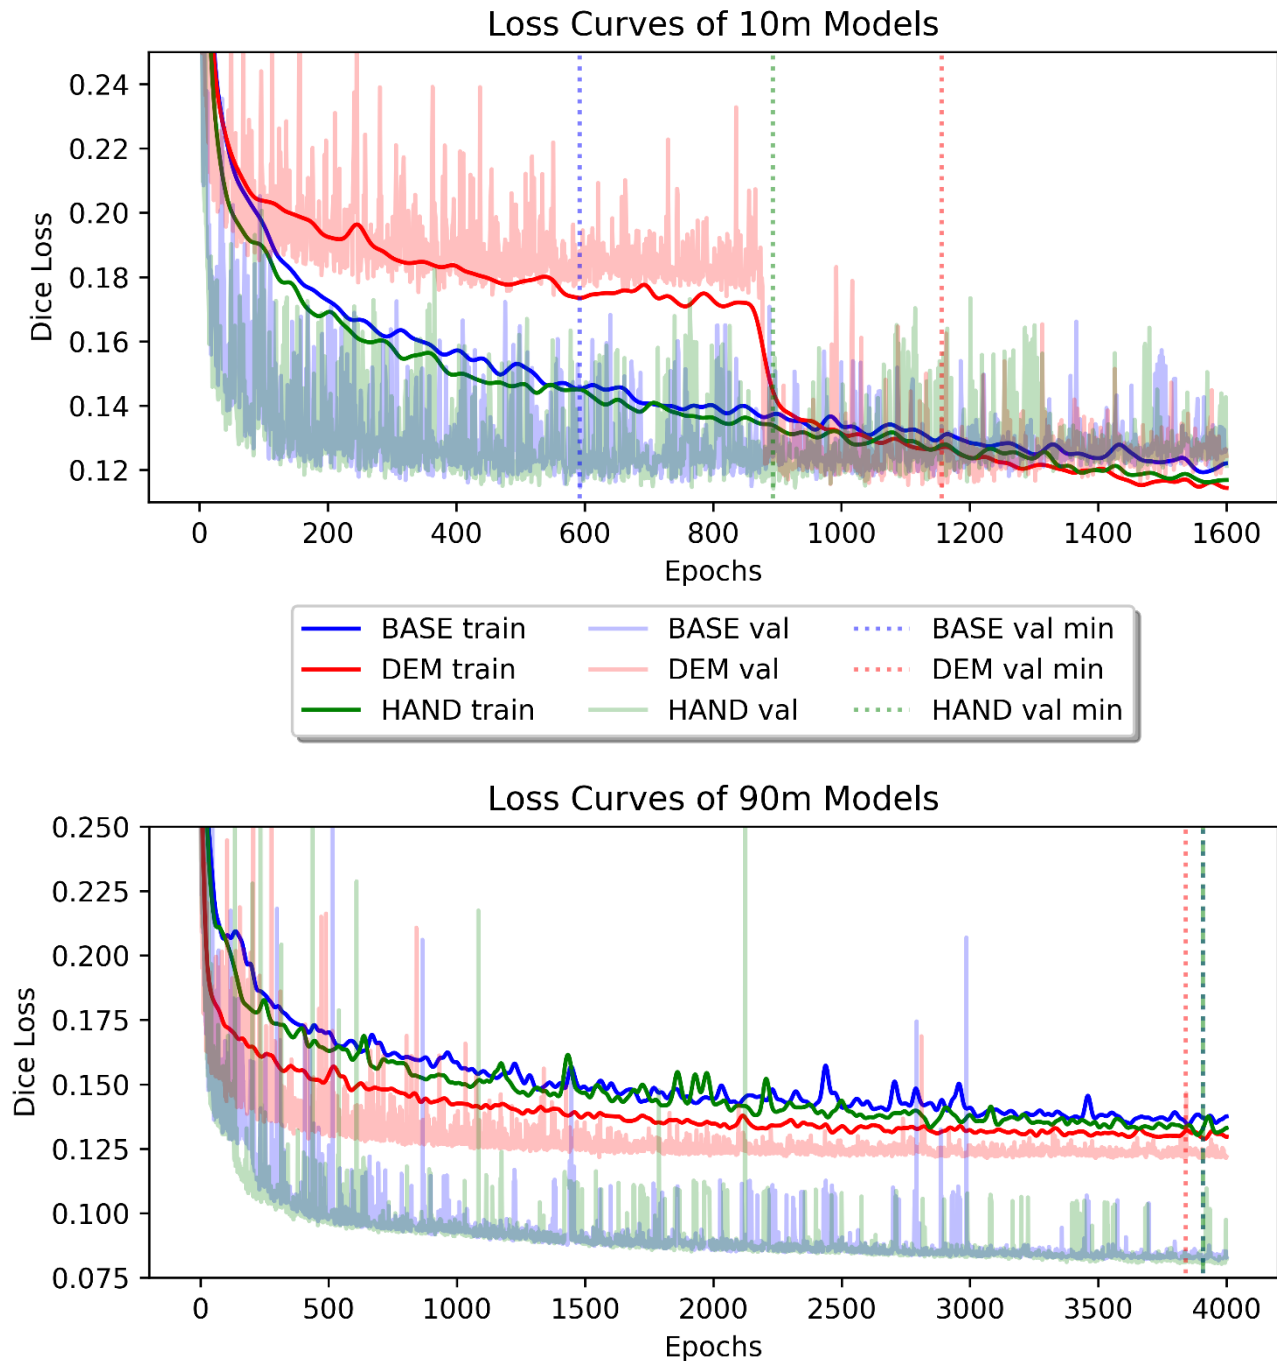 Loss Curves of 10m Models
0.24
0.22
0.20
0.18
0.16
0.14
0.12
Dice Loss
0 200 400 600 800 1000 1200 1400 1600
Epochs
BASE train BASE val BASE val min
DEM train DEM val DEM val min
HAND train HAND val HAND val min
Loss Curves of 90m Models
0.250
0.225
0.200
0.175
0.150
0.125
0.100
0.075
Dice Loss
0 500 1000 1500 2000 2500 3000 3500 4000
Epochs